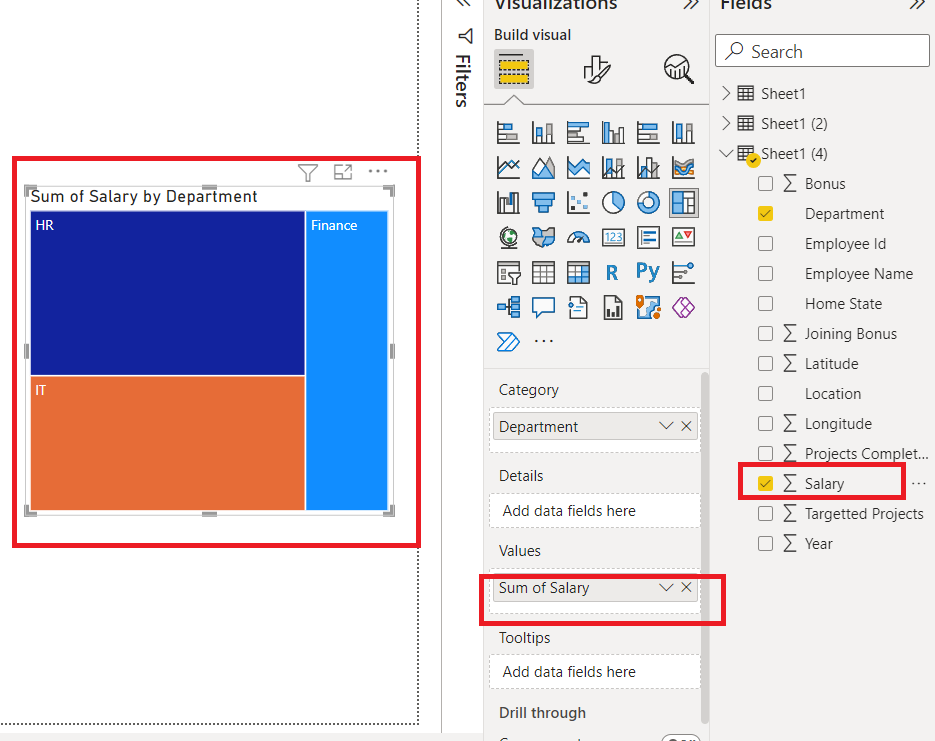 Sum of Salary by Department
HR
Finance
IT
Filters
Visualizations
Build visual
123
R
Py
Category
Department
Details
Add data fields here
Values
Sum of Salary
Tooltips
Add data fields here
Drill through
Fields
Search
Sheet1
Sheet1 (2)
Sheet1 (4)
Bonus
Department
Employee Id
Employee Name
Home State
Joining Bonus
Latitude
Location
Longitude
Projects Complet...
Salary
Targetted Projects
Year